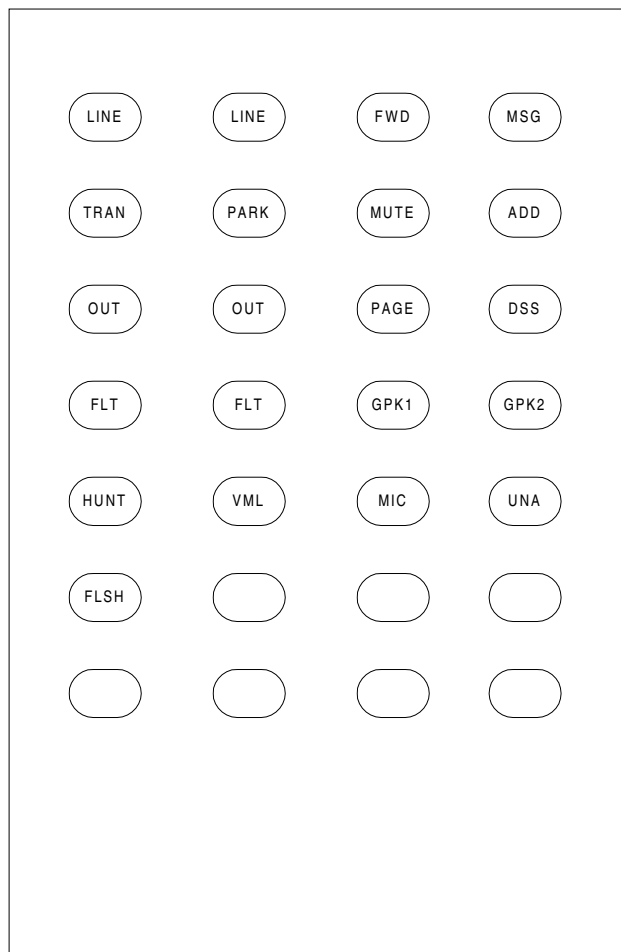 LINE LINE FWD MSG
TRAN PARK MUTE ADD
OUT OUT PAGE DSS
FLT FLT GPK1 GPK2
HUNT VML MIC UNA
FLSH